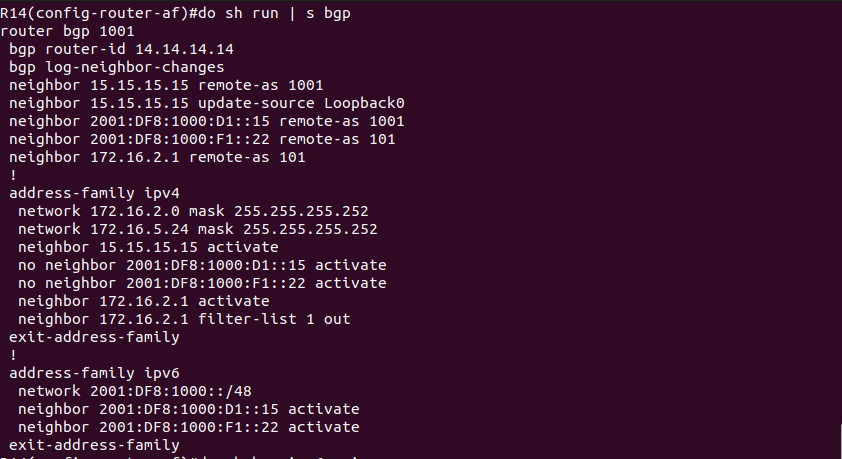 R14(config-router-af)#do sh run | s bgp
router bgp 1001
 bgp router-id 14.14.14.14
 bgp log-neighbor-changes
 neighbor 15.15.15.15 remote-as 1001
 neighbor 15.15.15.15 update-source Loopback0
 neighbor 2001:DF8:1000:D1::15 remote-as 1001
 neighbor 2001:DF8:1000:F1::22 remote-as 101
 neighbor 172.16.2.1 remote-as 101
 !
 address-family ipv4
  network 172.16.2.0 mask 255.255.255.252
  network 172.16.5.24 mask 255.255.255.252
  neighbor 15.15.15.15 activate
  no neighbor 2001:DF8:1000:D1::15 activate
  no neighbor 2001:DF8:1000:F1::22 activate
  neighbor 172.16.2.1 activate
  neighbor 172.16.2.1 filter-list 1 out
 exit-address-family
 !
 address-family ipv6
  network 2001:DF8:1000::/48
  neighbor 2001:DF8:1000:D1::15 activate
  neighbor 2001:DF8:1000:F1::22 activate
 exit-address-family